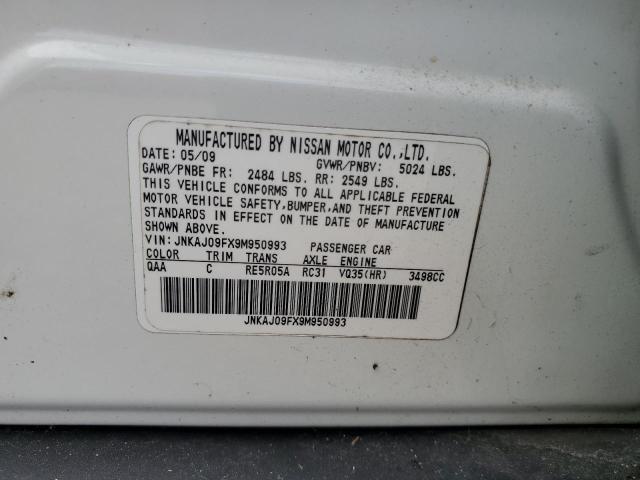 MANUFACTURED BY NISSAN MOTOR CO.,LTD.
DATE: 05/09 GVWR/PNBV: 5024 LBS.
GAWR/PNBE FR: 2484 LBS. RR: 2549 LBS.
THIS VEHICLE CONFORMS TO ALL APPLICABLE FEDERAL
MOTOR VEHICLE SAFETY, BUMPER, AND THEFT PREVENTION
STANDARDS IN EFFECT ON THE DATE OF MANUFACTURE
SHOWN ABOVE.
VIN: JNKAJ09FX9M950993 PASSENGER CAR
COLOR TRIM TRANS AXLE ENGINE
QAA C RE5R05A RC31 VQ35(HR) 3498CC
JNKAJ09FX9M950993